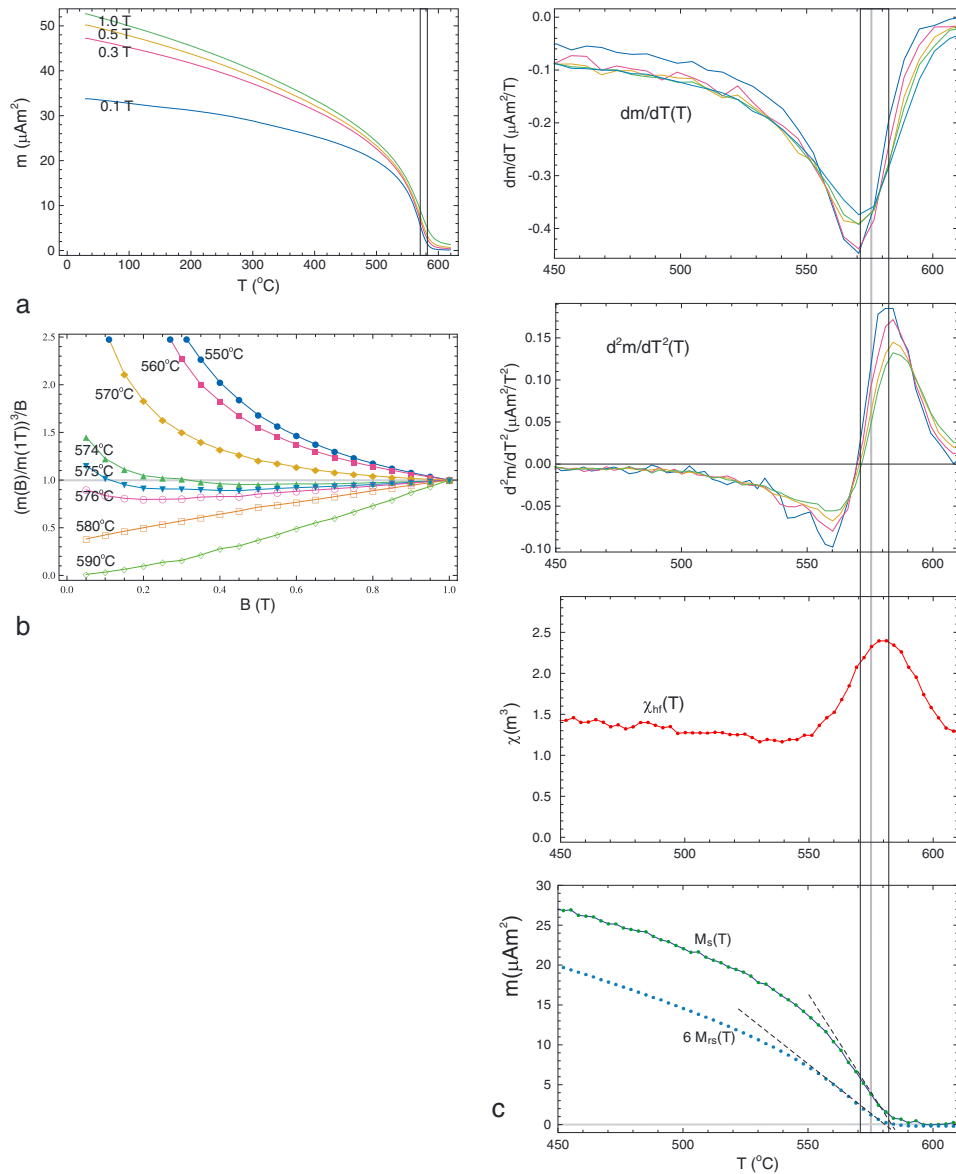 50
40
30
20
10
0
m (μAm²)
1.0 T
0.5 T
0.3 T
0.1 T
0 100 200 300 400 500 600
T (°C)
a
2.5
2.0
1.5
1.0
0.5
0.0
(m(B)/m(1T))³/B
550°C
560°C
570°C
574°C
575°C
576°C
580°C
590°C
0.0 0.2 0.4 0.6 0.8 1.0
B (T)
b
0.0
-0.1
-0.2
-0.3
-0.4
dm/dT (μAm²/T)
dm/dT(T)
450 500 550 600
0.15
0.10
0.05
0.00
-0.05
-0.10
d²m/dT² (μAm²/T²)
d²m/dT²(T)
450 500 550 600
2.5
2.0
1.5
1.0
0.5
0.0
χ(m³)
χhf(T)
450 500 550 600
30
25
20
15
10
5
0
m(μAm²)
Ms(T)
6 Mrs(T)
450 500 550 600
T (°C)
c